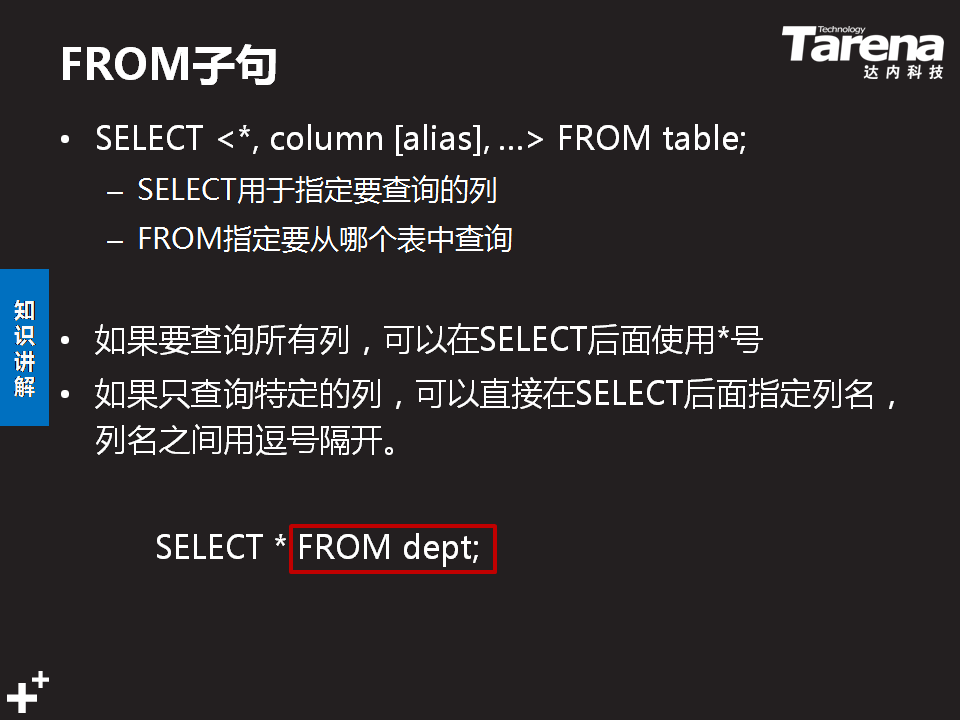 FROM子句
Technology
Tarena
达内科技
• SELECT <*, column [alias], …> FROM table;
– SELECT用于指定要查询的列
– FROM指定要从哪个表中查询
知识讲解
• 如果要查询所有列，可以在SELECT后面使用*号
• 如果只查询特定的列，可以直接在SELECT后面指定列名，
列名之间用逗号隔开。
SELECT * FROM dept;